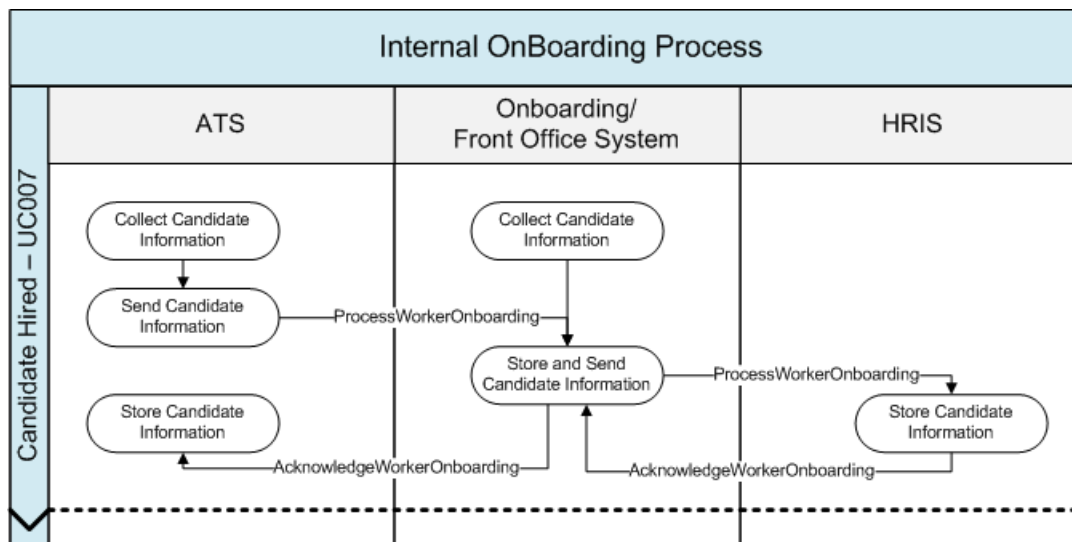 Internal OnBoarding Process
Candidate Hired – UC007
ATS
Onboarding/
Front Office System
HRIS
Collect Candidate
Information
Collect Candidate
Information
Send Candidate
Information
ProcessWorkerOnboarding
Store and Send
Candidate Information
ProcessWorkerOnboarding
Store Candidate
Information
Store Candidate
Information
AcknowledgeWorkerOnboarding
AcknowledgeWorkerOnboarding